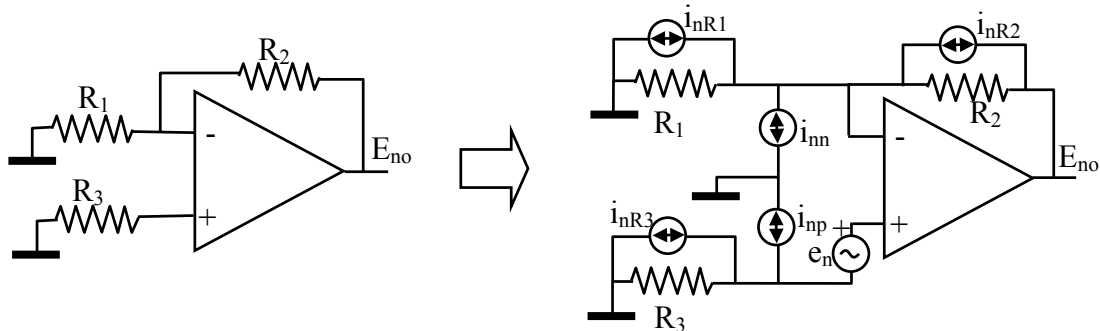 R1
R2
-
Eno
R3
+
inR1
R1
inR2
R2
inn
-
Eno
inR3
inp
+
+
en
R3